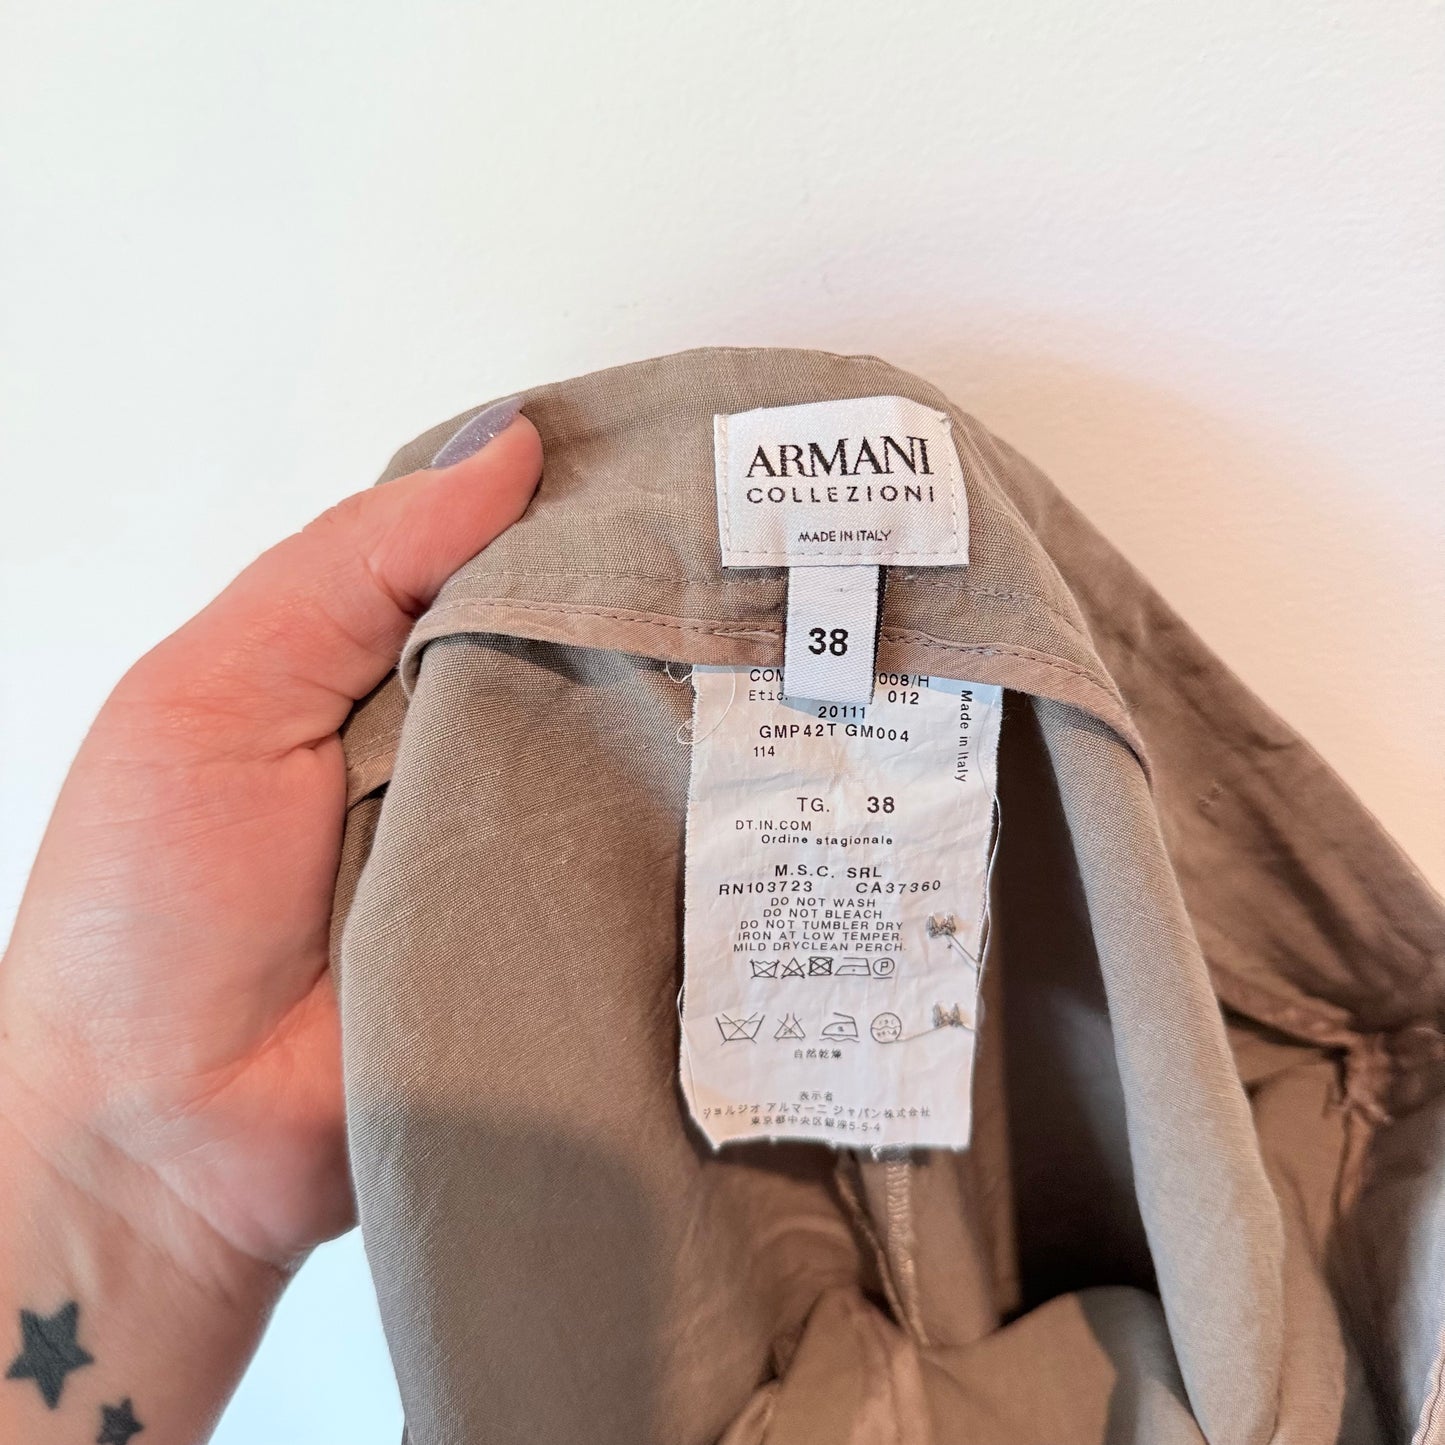 ARMANI
COLLEZIONI
MADE IN ITALY
38
COM 008/H
Etic. 012
20111
GMP42T GM004
114
Made in Italy
TG. 38
DT.IN.COM
Ordine stagionale
M.S.C. SRL
RN103723 CA37360
DO NOT WASH
DO NOT BLEACH
DO NOT TUMBLER DRY
IRON AT LOW TEMPER.
MILD DRYCLEAN PERCH.
P
自然乾燥
表示者
ジョルジオ アルマーニ ジャパン株式会社
東京都中央区銀座5-5-4